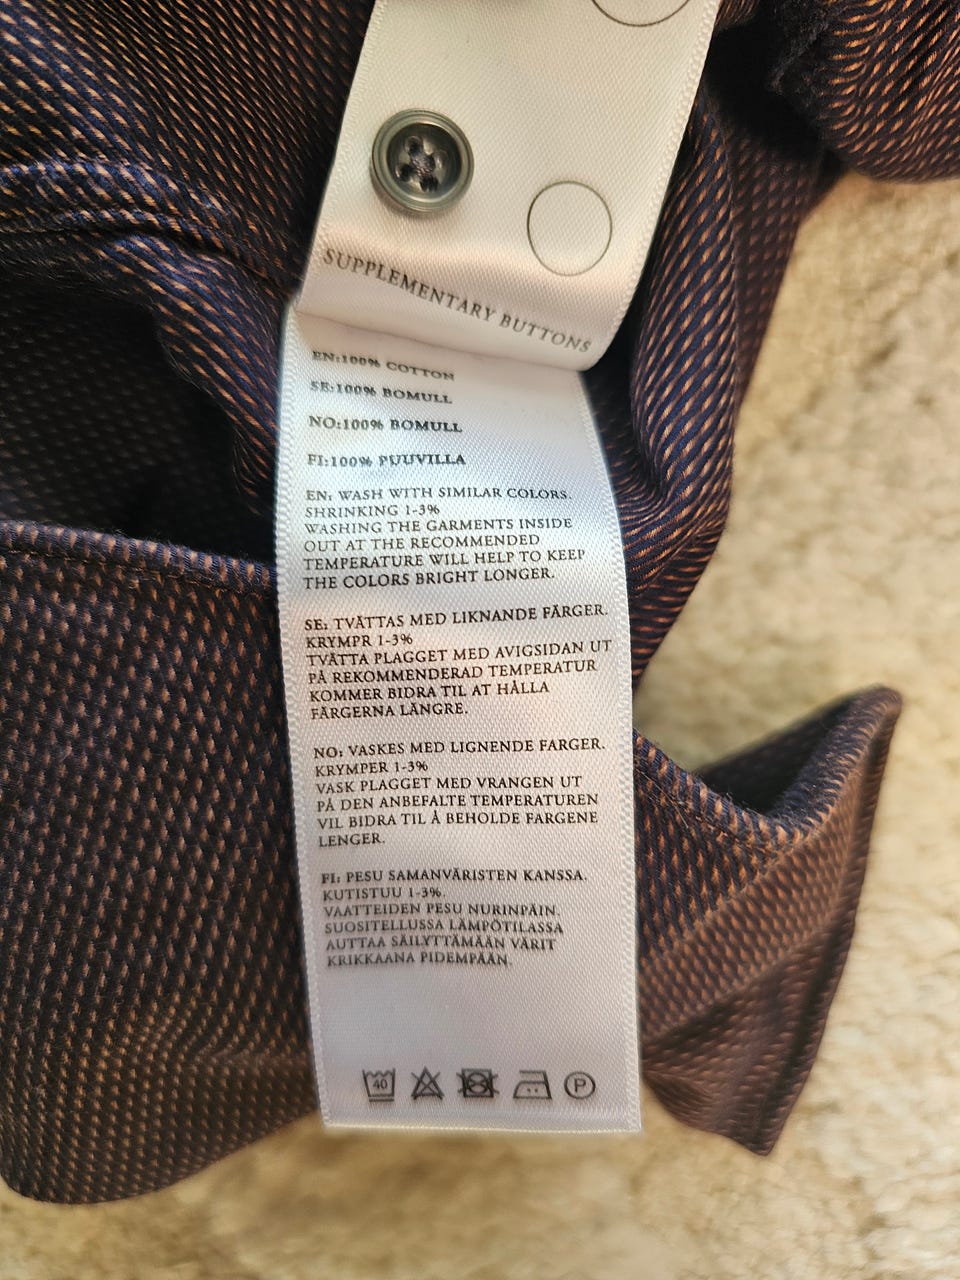 SUPPLEMENTARY BUTTONS
EN:100% COTTON
SE:100% BOMULL
NO:100% BOMULL
FI:100% PUUVILLA
EN: WASH WITH SIMILAR COLORS.
SHRINKING 1-3%
WASHING THE GARMENTS INSIDE
OUT AT THE RECOMMENDED
TEMPERATURE WILL HELP TO KEEP
THE COLORS BRIGHT LONGER.
SE: TVÄTTAS MED LIKNANDE FÄRGER.
KRYMPR 1-3%
TVÄTTA PLAGGET MED AVIGSIDAN UT
PÅ REKOMMENDERAD TEMPERATUR
KOMMER BIDRA TIL AT HÅLLA
FÄRGERNA LÄNGRE.
NO: VASKES MED LIGNENDE FARGER.
KRYMPER 1-3%
VASK PLAGGET MED VRANGEN UT
PÅ DEN ANBEFALTE TEMPERATUREN
VIL BIDRA TIL Å BEHOLDE FARGENE
LENGER.
FI: PESU SAMANVÄRISTEN KANSSA.
KUTISTUU 1-3%.
VAATTEIDEN PESU NURINPÄIN.
SUOSITELLUSSA LÄMPÖTILASSA
AUTTAA SÄILYTTÄMÄÄN VÄRIT
KRIKKAANA PIDEMPÄÄN.
40 P